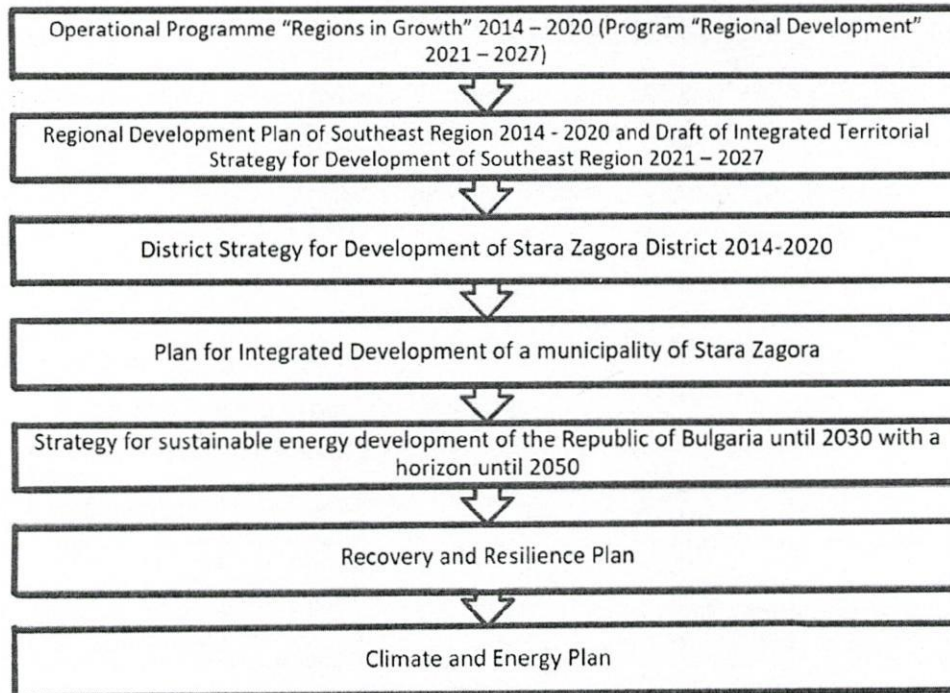 Operational Programme “Regions in Growth” 2014 – 2020 (Program “Regional Development”
2021 – 2027)
Regional Development Plan of Southeast Region 2014 - 2020 and Draft of Integrated Territorial
Strategy for Development of Southeast Region 2021 – 2027
District Strategy for Development of Stara Zagora District 2014-2020
Plan for Integrated Development of a municipality of Stara Zagora
Strategy for sustainable energy development of the Republic of Bulgaria until 2030 with a
horizon until 2050
Recovery and Resilience Plan
Climate and Energy Plan